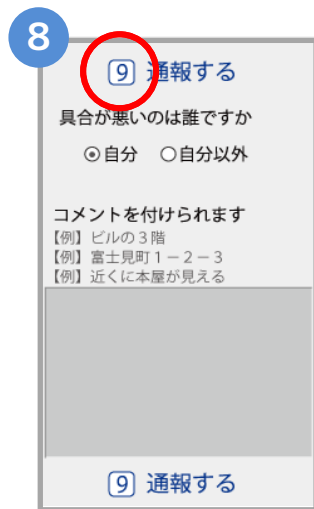 8
9 通報する
具合が悪いのは誰ですか
◉自分 ○自分以外
コメントを付けられます
【例】ビルの３階
【例】富士見町１－２－３
【例】近くに本屋が見える
9 通報する